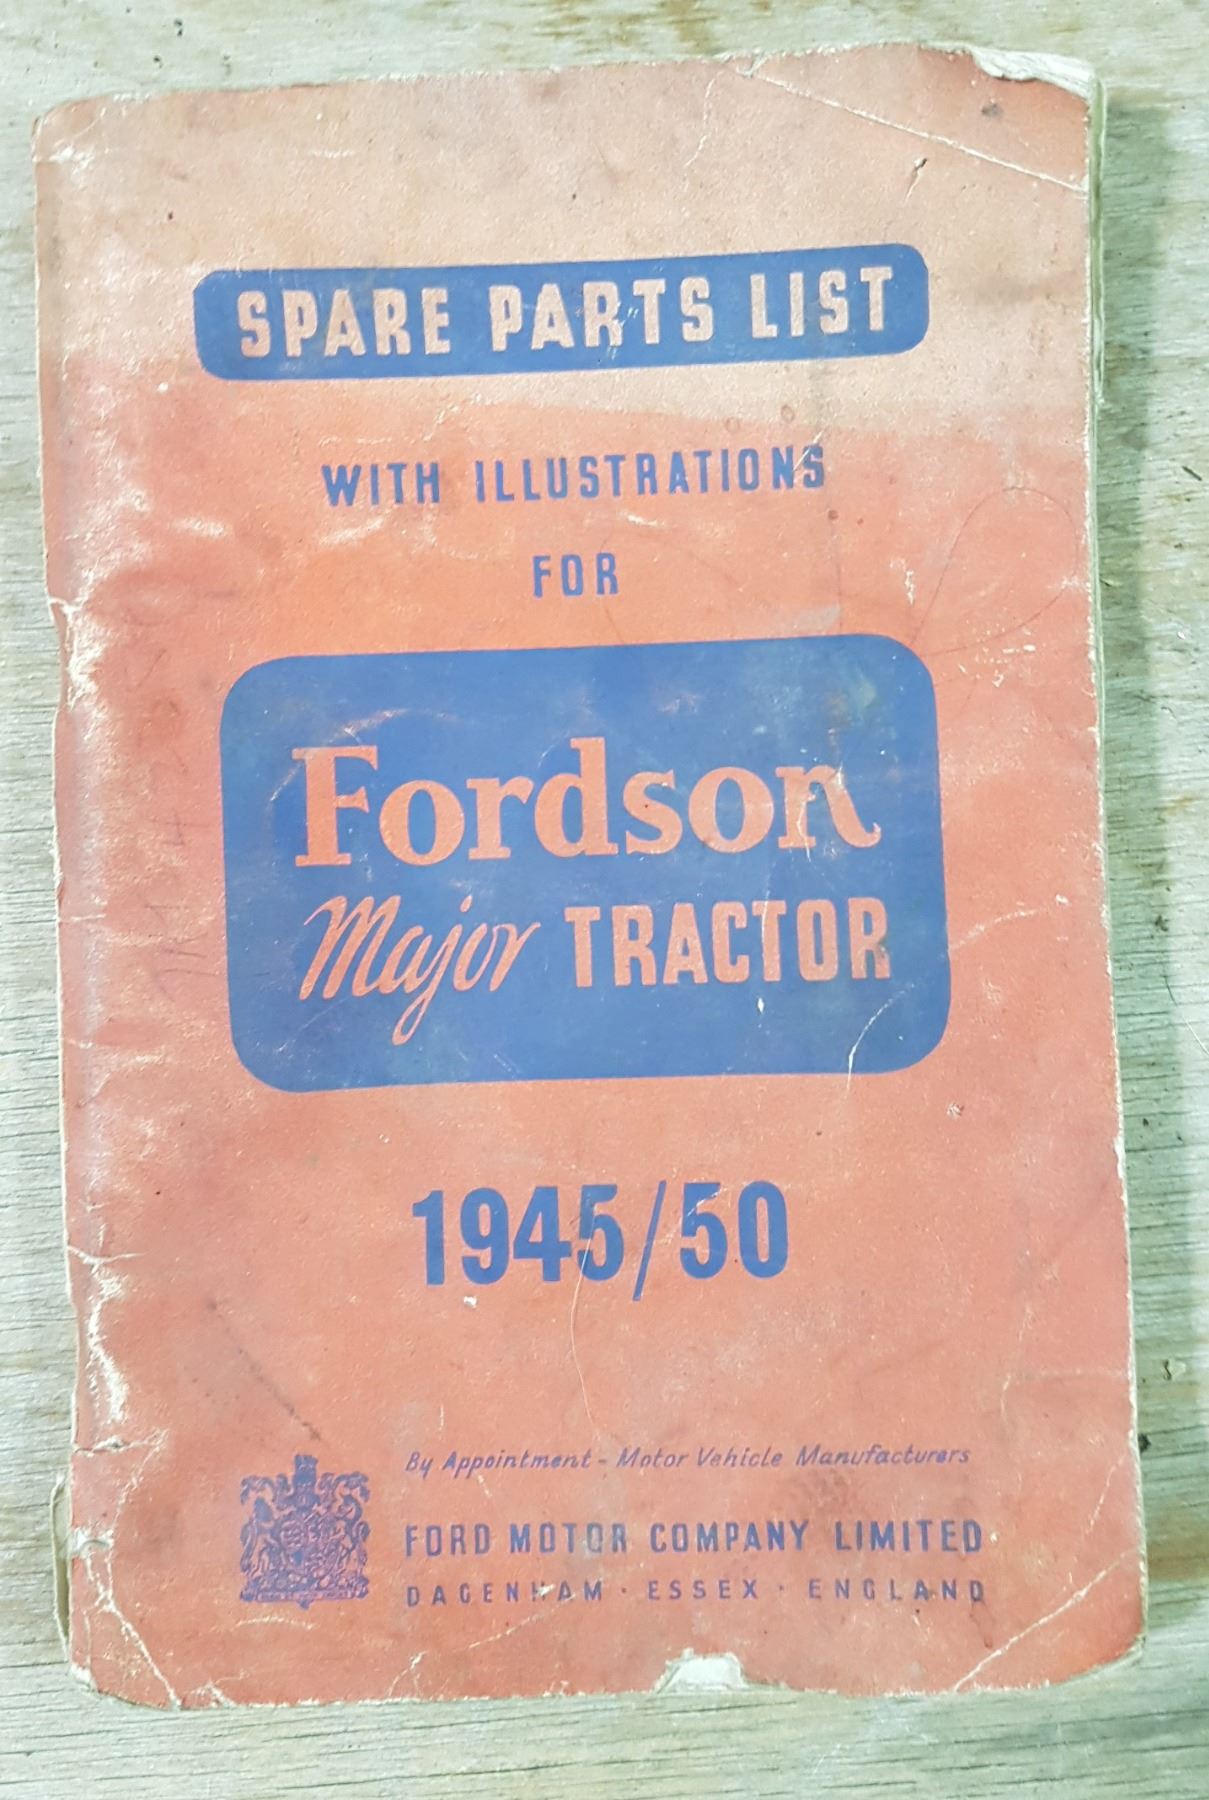 SPARE PARTS LIST
WITH ILLUSTRATIONS
FOR
Fordson
Major TRACTOR
1945/50
By Appointment - Motor Vehicle Manufacturers
FORD MOTOR COMPANY LIMITED
DAGENHAM · ESSEX · ENGLAND